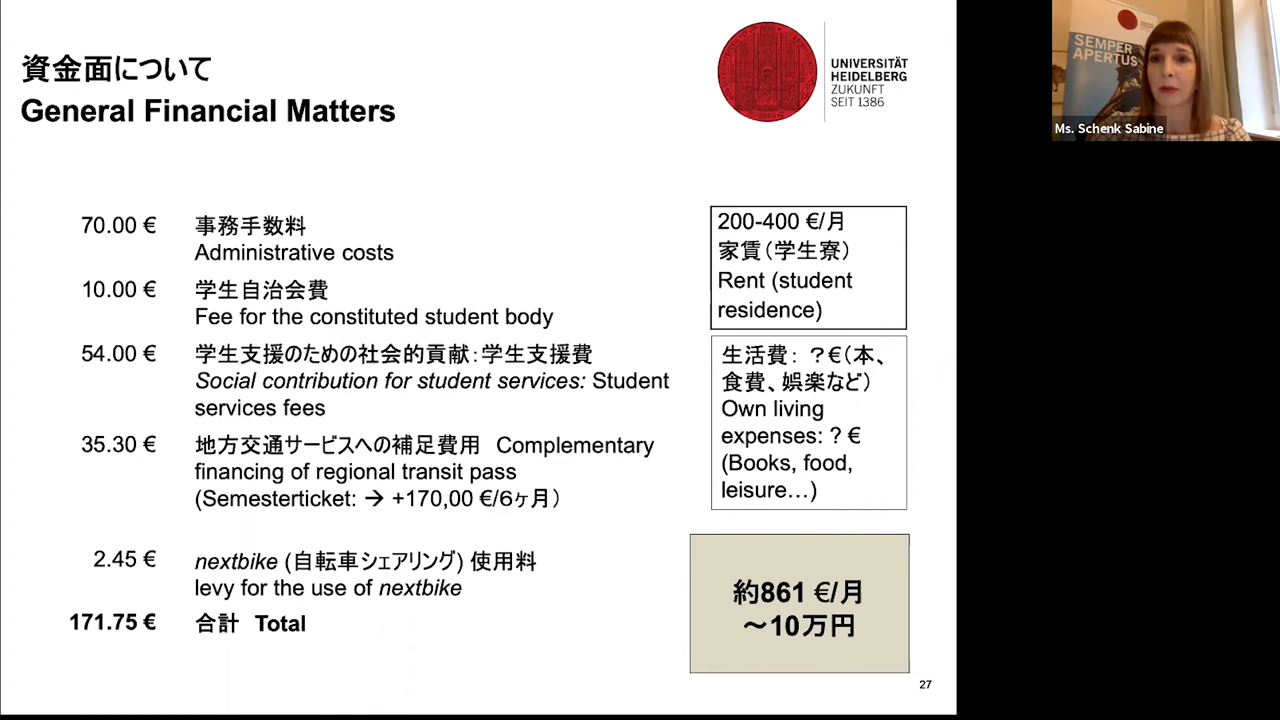 資金面について
General Financial Matters
UNIVERSITÄT
HEIDELBERG
ZUKUNFT
SEIT 1386
70.00 € 事務手数料
Administrative costs
10.00 € 学生自治会費
Fee for the constituted student body
54.00 € 学生支援のための社会的貢献：学生支援費
Social contribution for student services: Student
services fees
35.30 € 地方交通サービスへの補足費用 Complementary
financing of regional transit pass
(Semesterticket: → +170,00 €/6ヶ月）
2.45 € nextbike (自転車シェアリング) 使用料
levy for the use of nextbike
171.75 € 合計 Total
200-400 €/月
家賃（学生寮）
Rent (student
residence)
生活費： ？€（本、
食費、娯楽など）
Own living
expenses: ? €
(Books, food,
leisure…)
約861 €/月
～10万円
27
SEMPER
APERTUS
Ms. Schenk Sabine